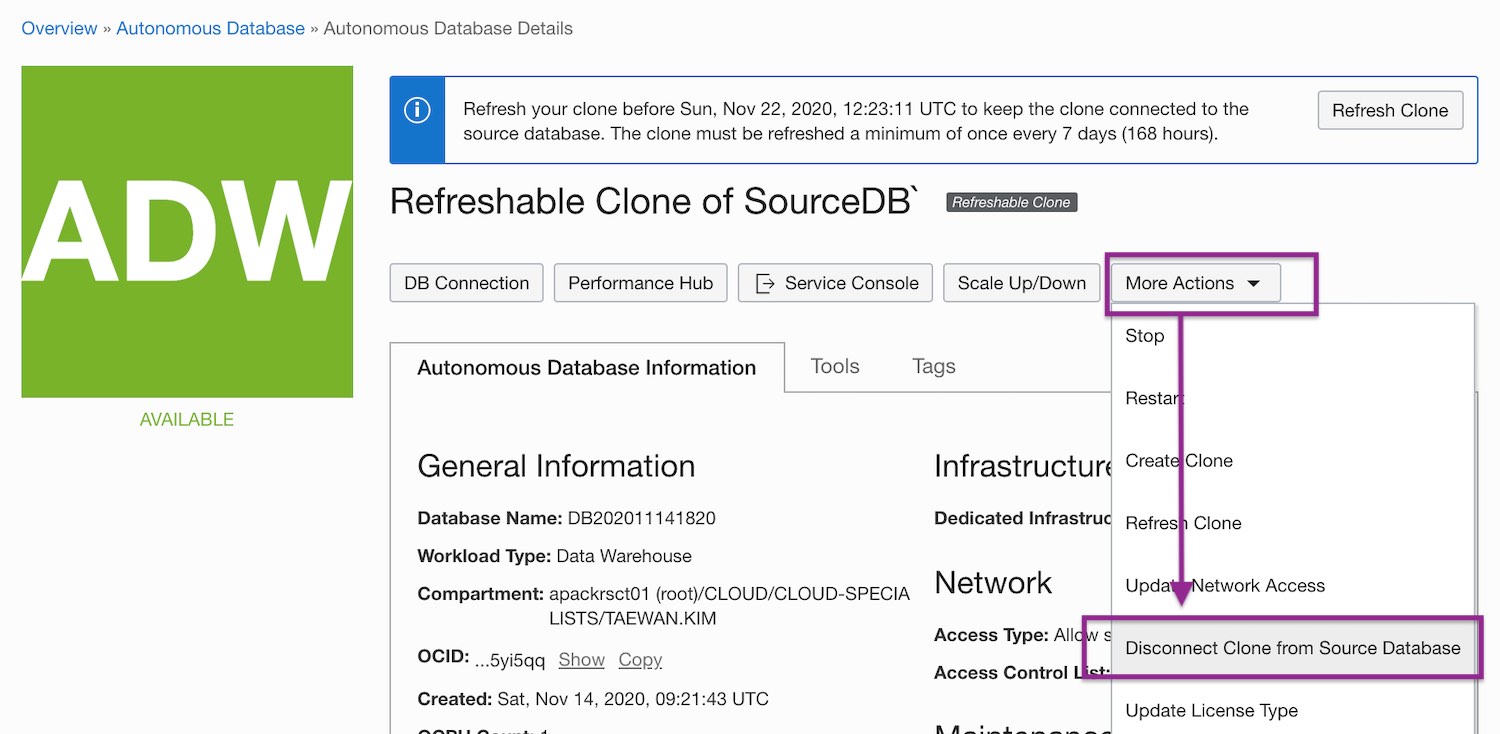 Overview » Autonomous Database » Autonomous Database Details
ADW
AVAILABLE
Refresh your clone before Sun, Nov 22, 2020, 12:23:11 UTC to keep the clone connected to the
source database. The clone must be refreshed a minimum of once every 7 days (168 hours).
Refresh Clone
Refreshable Clone of SourceDB` Refreshable Clone
DB Connection Performance Hub Service Console Scale Up/Down More Actions
Stop
Restart
Create Clone
Refresh Clone
Update Network Access
Disconnect Clone from Source Database
Update License Type
Autonomous Database Information Tools Tags
General Information
Database Name: DB202011141820
Workload Type: Data Warehouse
Compartment: apackrsct01 (root)/CLOUD/CLOUD-SPECIA
LISTS/TAEWAN.KIM
OCID: ...5yi5qq Show Copy
Created: Sat, Nov 14, 2020, 09:21:43 UTC
Infrastructure
Dedicated
Network
Access Type: Allow
Access Control List: